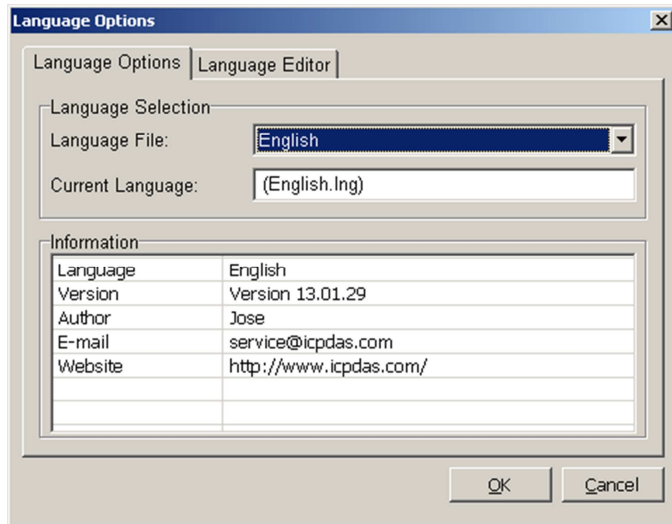 Language Options
Language Options Language Editor
Language Selection
Language File: English
Current Language: (English.lng)
Information
Language English
Version Version 13.01.29
Author Jose
E-mail service@icpdas.com
Website http://www.icpdas.com/
OK Cancel